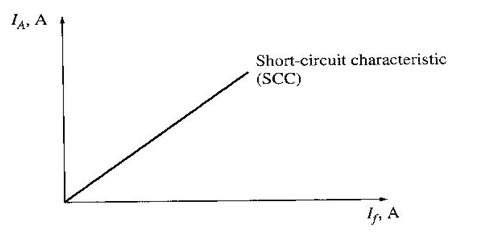 I_A, A
Short-circuit characteristic
(SCC)
I_f, A